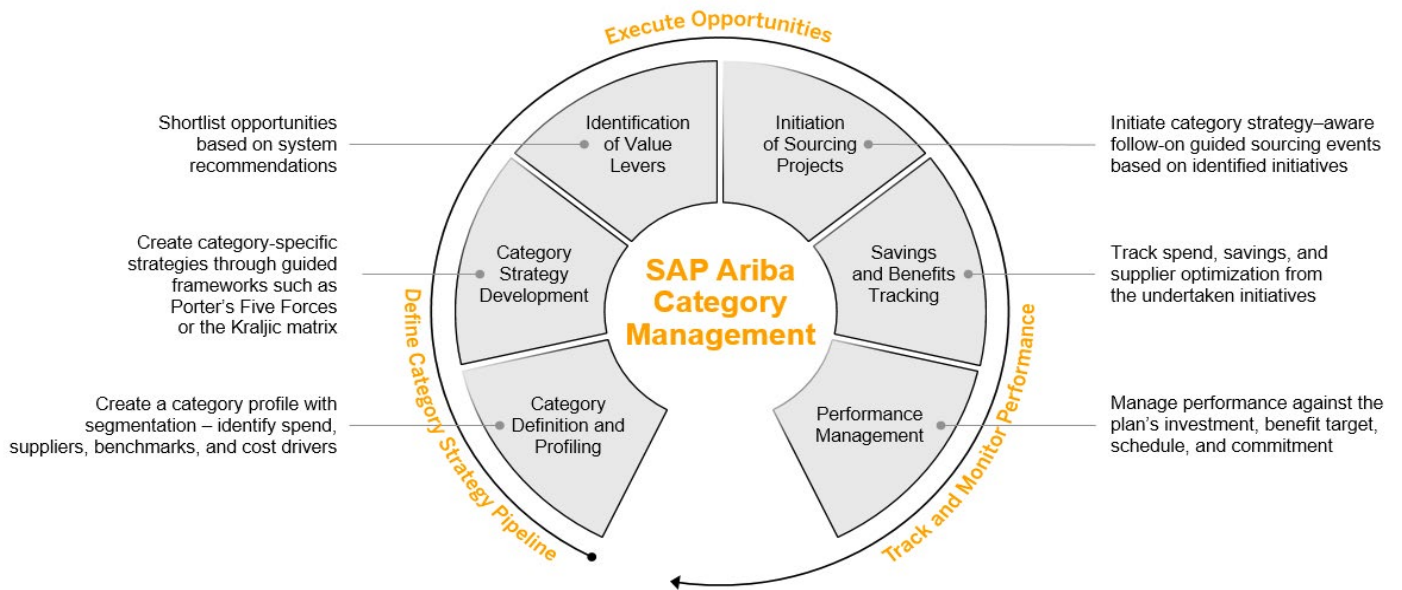 Execute Opportunities
Shortlist opportunities
based on system
recommendations
Identification
of Value
Levers
Initiation
of Sourcing
Projects
Initiate category strategy–aware
follow-on guided sourcing events
based on identified initiatives
Create category-specific
strategies through guided
frameworks such as
Porter's Five Forces
or the Kraljic matrix
Category
Strategy
Development
SAP Ariba
Category
Management
Savings
and Benefits
Tracking
Track spend, savings, and
supplier optimization from
the undertaken initiatives
Define Category Strategy Pipeline
Create a category profile with
segmentation – identify spend,
suppliers, benchmarks, and cost drivers
Category
Definition and
Profiling
Performance
Management
Manage performance against the
plan's investment, benefit target,
schedule, and commitment
Track and Monitor Performance